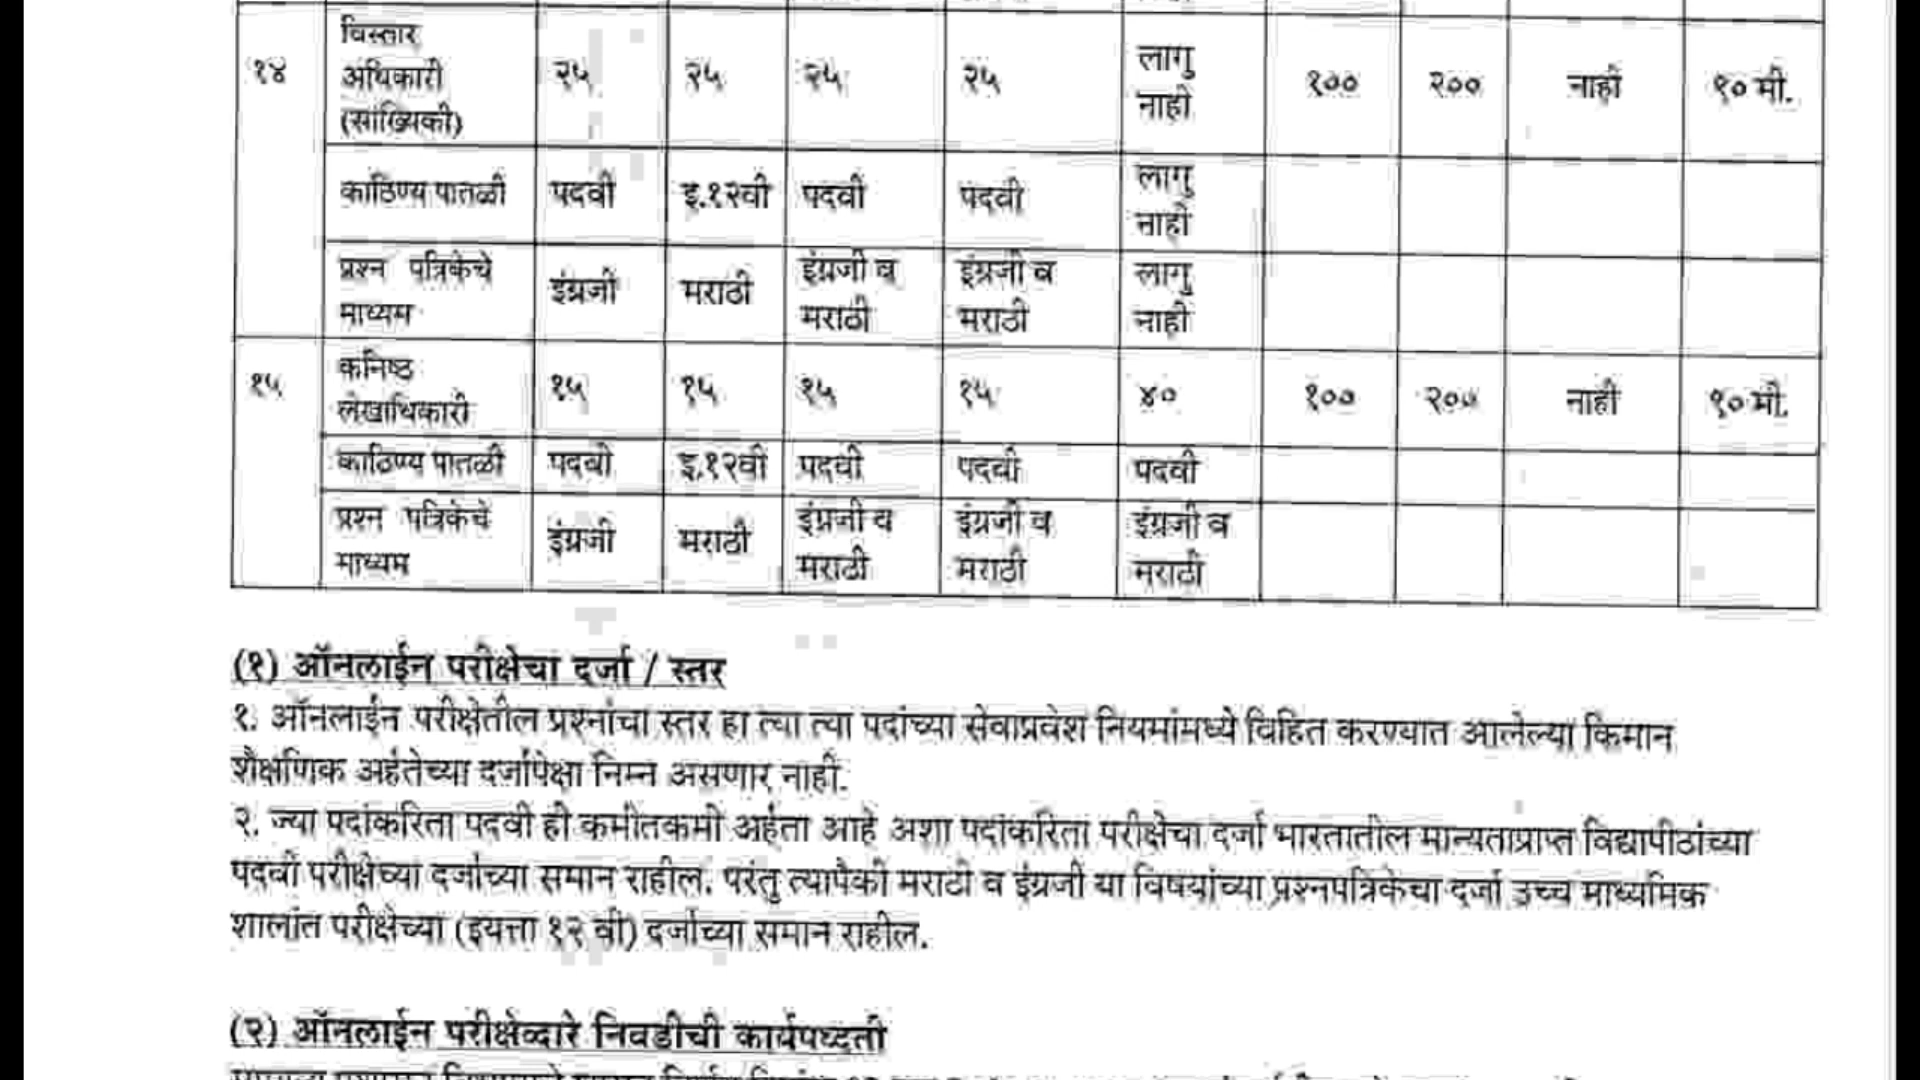 १४ विस्तार अधिकारी (सांख्यिकी) २५ २५ २५ २५ लागु नाही १०० २०० नाही ९० मी.
काठिण्य पातळी पदवी इ.१२वी पदवी पदवी लागु नाही
प्रश्न पत्रिकेचे माध्यम इंग्रजी मराठी इंग्रजी व मराठी इंग्रजी व मराठी लागु नाही
१५ कनिष्ठ लेखाधिकारी १५ १५ १५ १५ ४० १०० २०० नाही ९० मी.
काठिण्य पातळी पदवी इ.१२वी पदवी पदवी पदवी
प्रश्न पत्रिकेचे माध्यम इंग्रजी मराठी इंग्रजी व मराठी इंग्रजी व मराठी इंग्रजी व मराठी
(१) ऑनलाईन परीक्षेचा दर्जा / स्तर
१. ऑनलाईन परीक्षेतील प्रश्नांचा स्तर हा त्या त्या पदांच्या सेवाप्रवेश नियमांमध्ये विहित करण्यात आलेल्या किमान
शैक्षणिक अर्हतेच्या दर्जापेक्षा निम्न असणार नाही.
२. ज्या पदांकरिता पदवी ही कमीतकमी अर्हता आहे अशा पदांकरिता परीक्षेचा दर्जा भारतातील मान्यताप्राप्त विद्यापीठांच्या
पदवी परीक्षेच्या दर्जाच्या समान राहील. परंतु त्यापैकी मराठी व इंग्रजी या विषयांच्या प्रश्नपत्रिकेचा दर्जा उच्च माध्यमिक
शालांत परीक्षेच्या (इयत्ता १२ वी) दर्जाच्या समान राहील.
(२) ऑनलाईन परीक्षेव्दारे निवडीची कार्यपध्दती